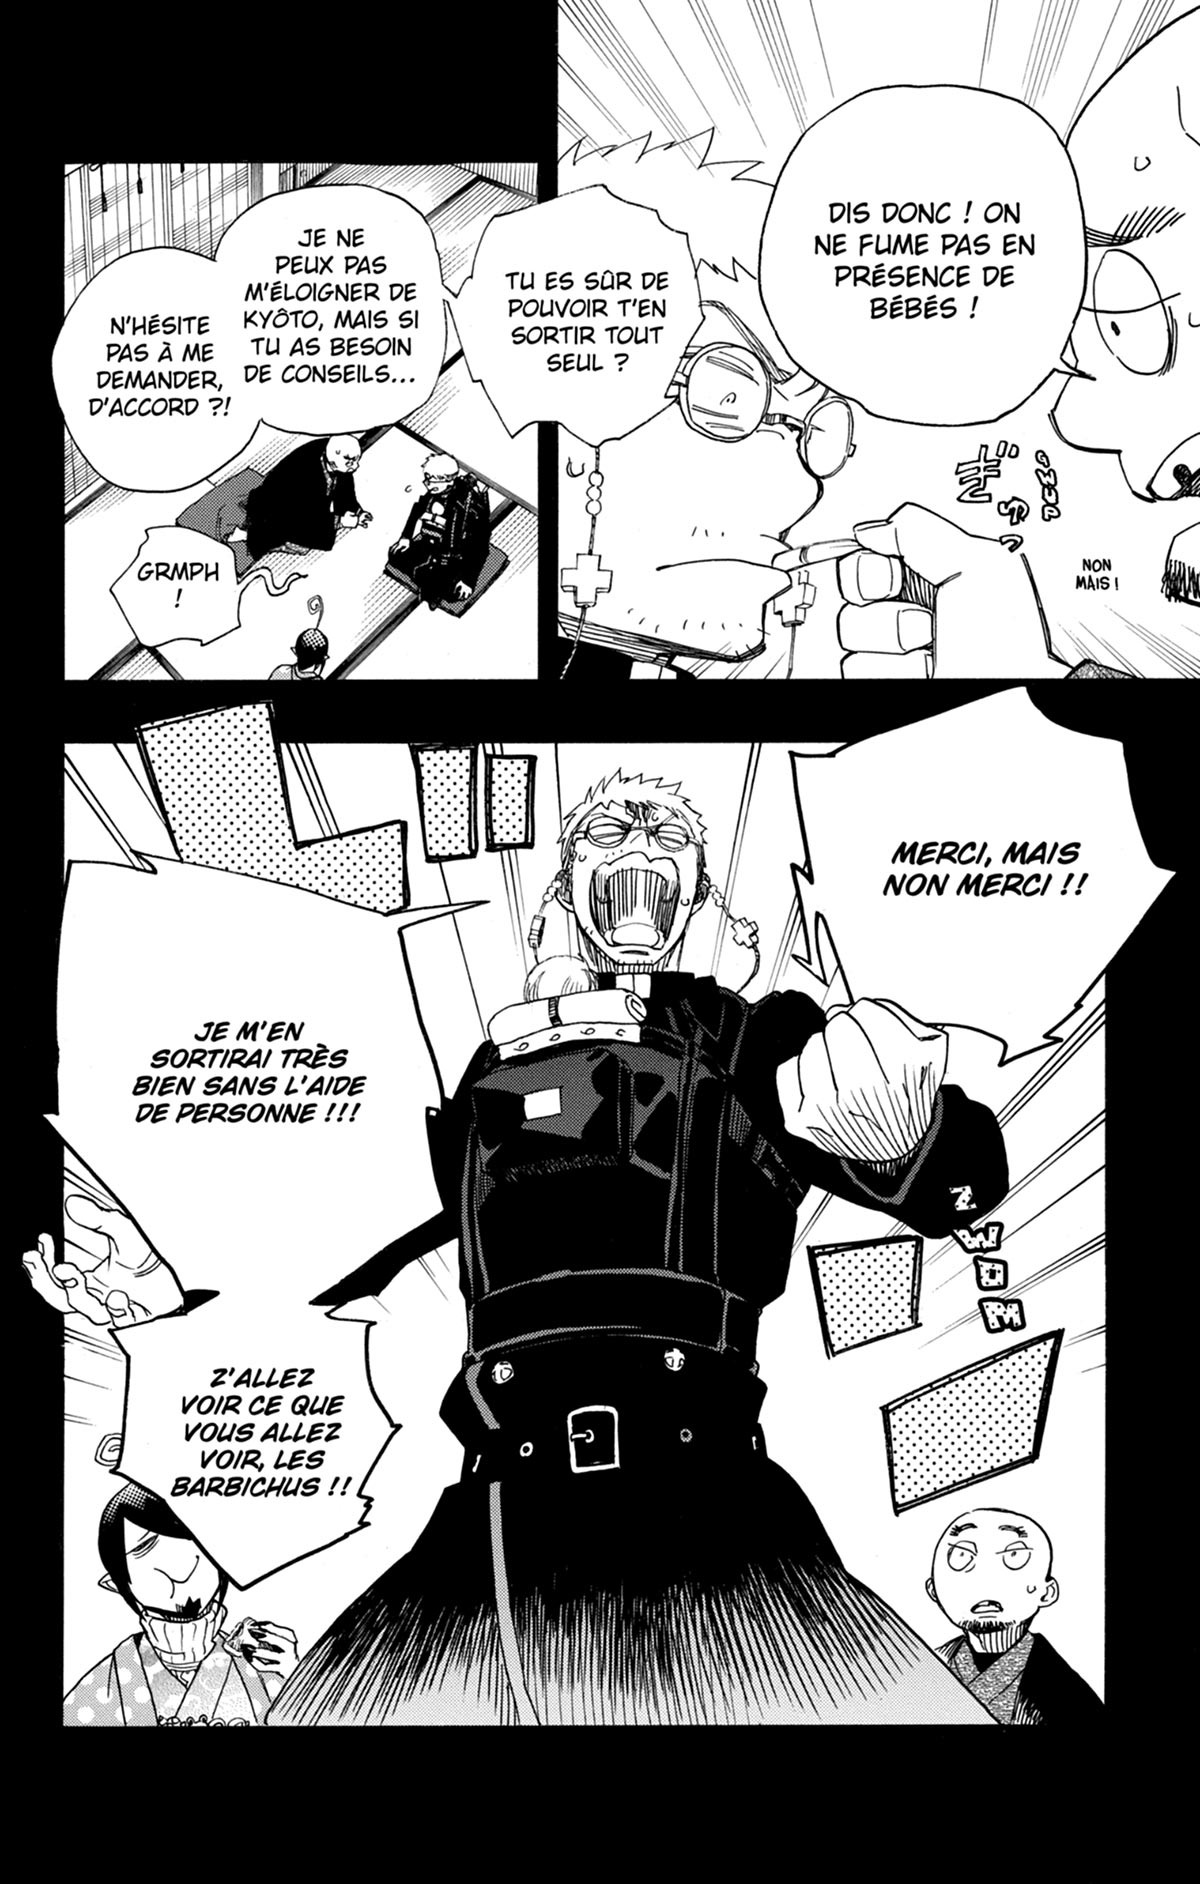 DIS DONC ! ON
NE FUME PAS EN
PRÉSENCE DE
BÉBÉS !
NON
MAIS !
TU ES SÛR DE
POUVOIR T'EN
SORTIR TOUT
SEUL ?
JE NE
PEUX PAS
M'ÉLOIGNER DE
KYÔTO, MAIS SI
TU AS BESOIN
DE CONSEILS...
N'HÉSITE
PAS À ME
DEMANDER,
D'ACCORD ?!
GRMPH
!
MERCI, MAIS
NON MERCI !!
JE M'EN
SORTIRAI TRÈS
BIEN SANS L'AIDE
DE PERSONNE !!!
ZWOM
Z'ALLEZ
VOIR CE QUE
VOUS ALLEZ
VOIR, LES
BARBICHUS !!